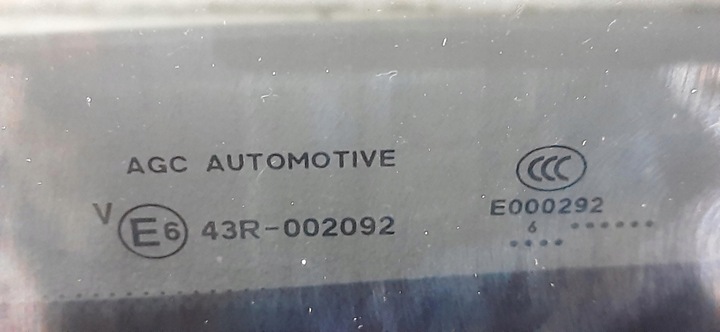 AGC AUTOMOTIVE
V E6 43R-002092
CCC
E000292
6 ......
....